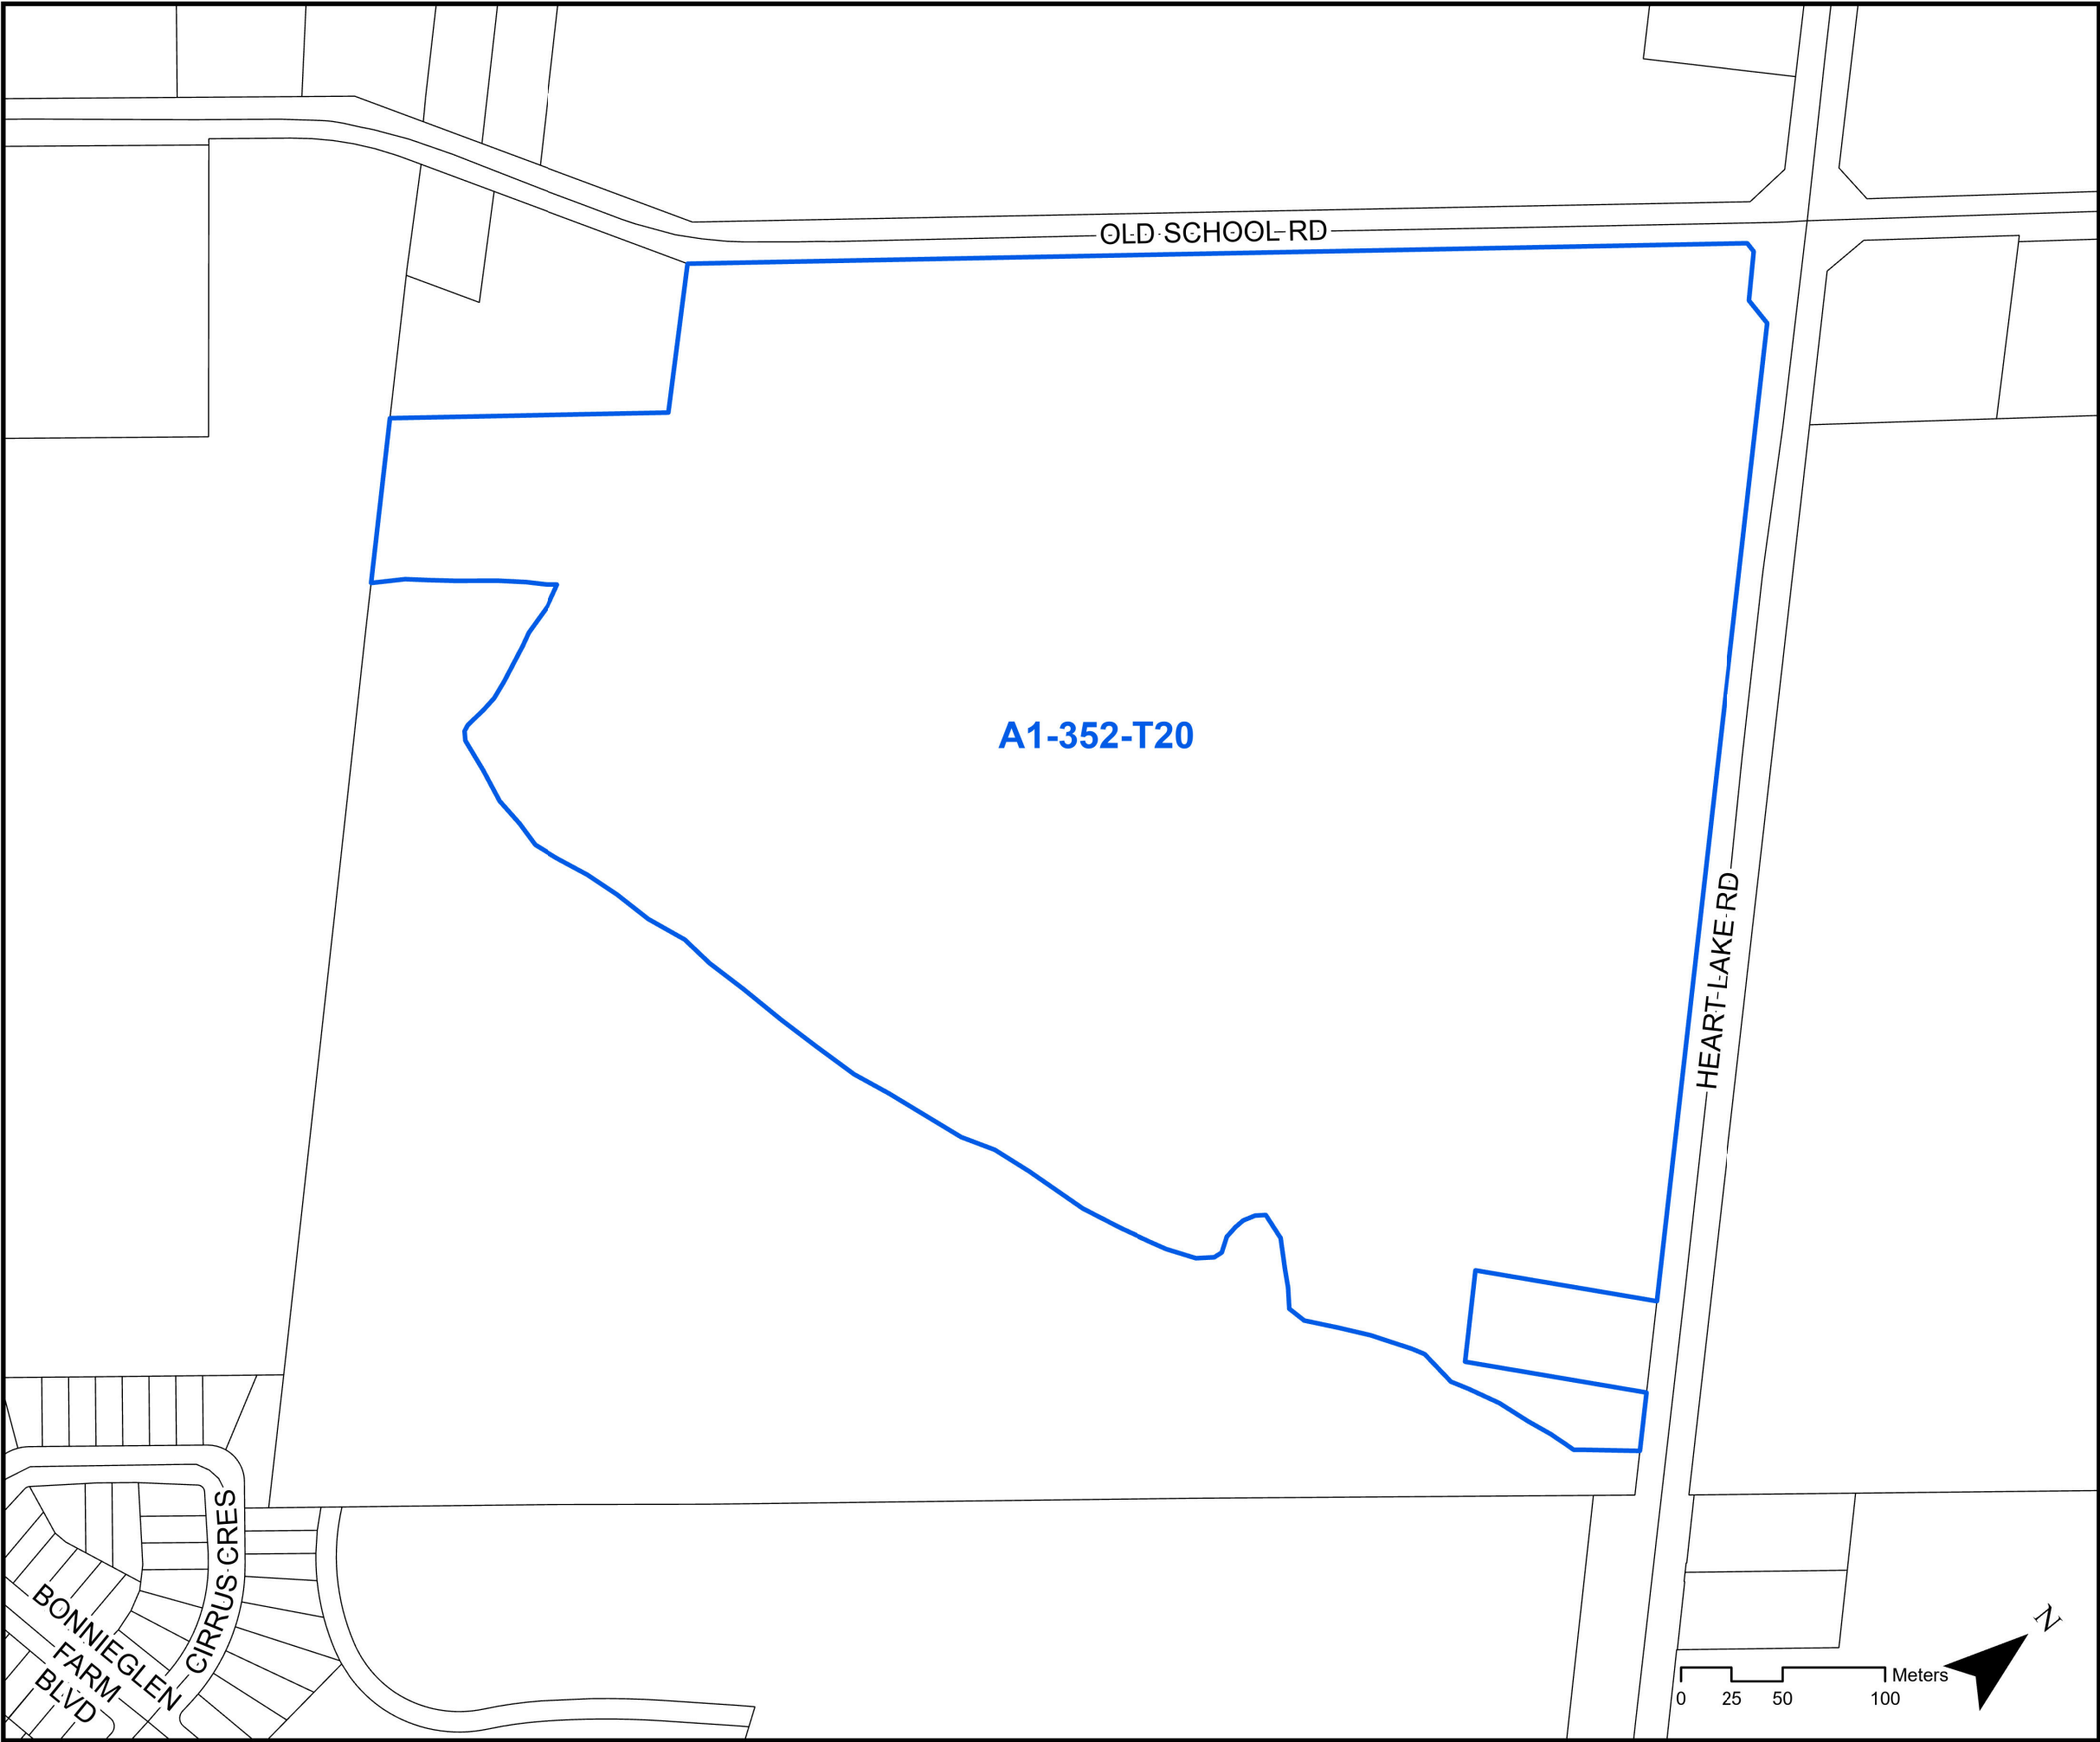 OLD SCHOOL RD
A1-352-T20
HEART LAKE RD
CIRRUS CRES
BONNIEGLEN
FARM
BLVD
N
Meters
0 25 50 100